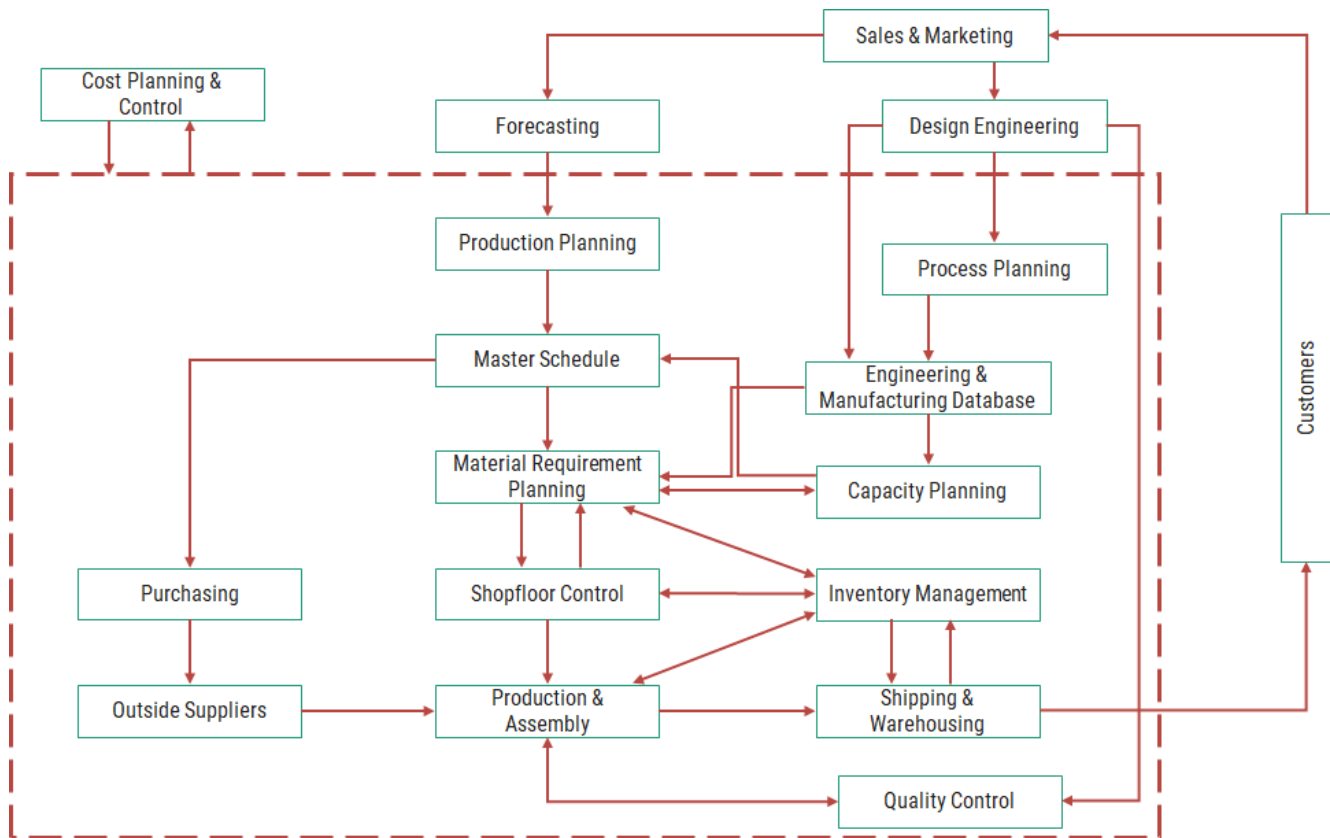 Sales & Marketing
Cost Planning &
Control
Forecasting
Design Engineering
Production Planning
Process Planning
Master Schedule
Engineering &
Manufacturing Database
Customers
Material Requirement
Planning
Capacity Planning
Purchasing
Shopfloor Control
Inventory Management
Outside Suppliers
Production &
Assembly
Shipping &
Warehousing
Quality Control